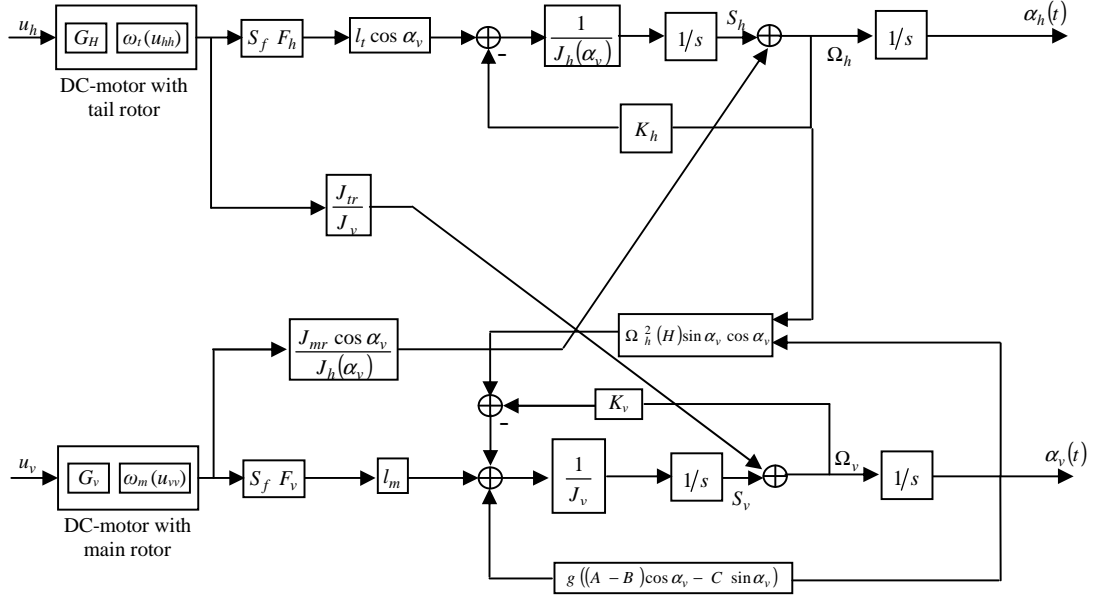 u_h
G_H
ω_t(u_hh)
DC-motor with
tail rotor
S_f F_h
l_t cos α_v
-
1
J_h(α_v)
1/s
S_h
Ω_h
1/s
α_h(t)
K_h
J_tr
J_v
J_mr cos α_v
J_h(α_v)
Ω_h^2 (H) sin α_v cos α_v
K_v
-
u_v
G_v
ω_m(u_vv)
DC-motor with
main rotor
S_f F_v
l_m
1
J_v
1/s
S_v
Ω_v
1/s
α_v(t)
g((A - B)cos α_v - C sin α_v)